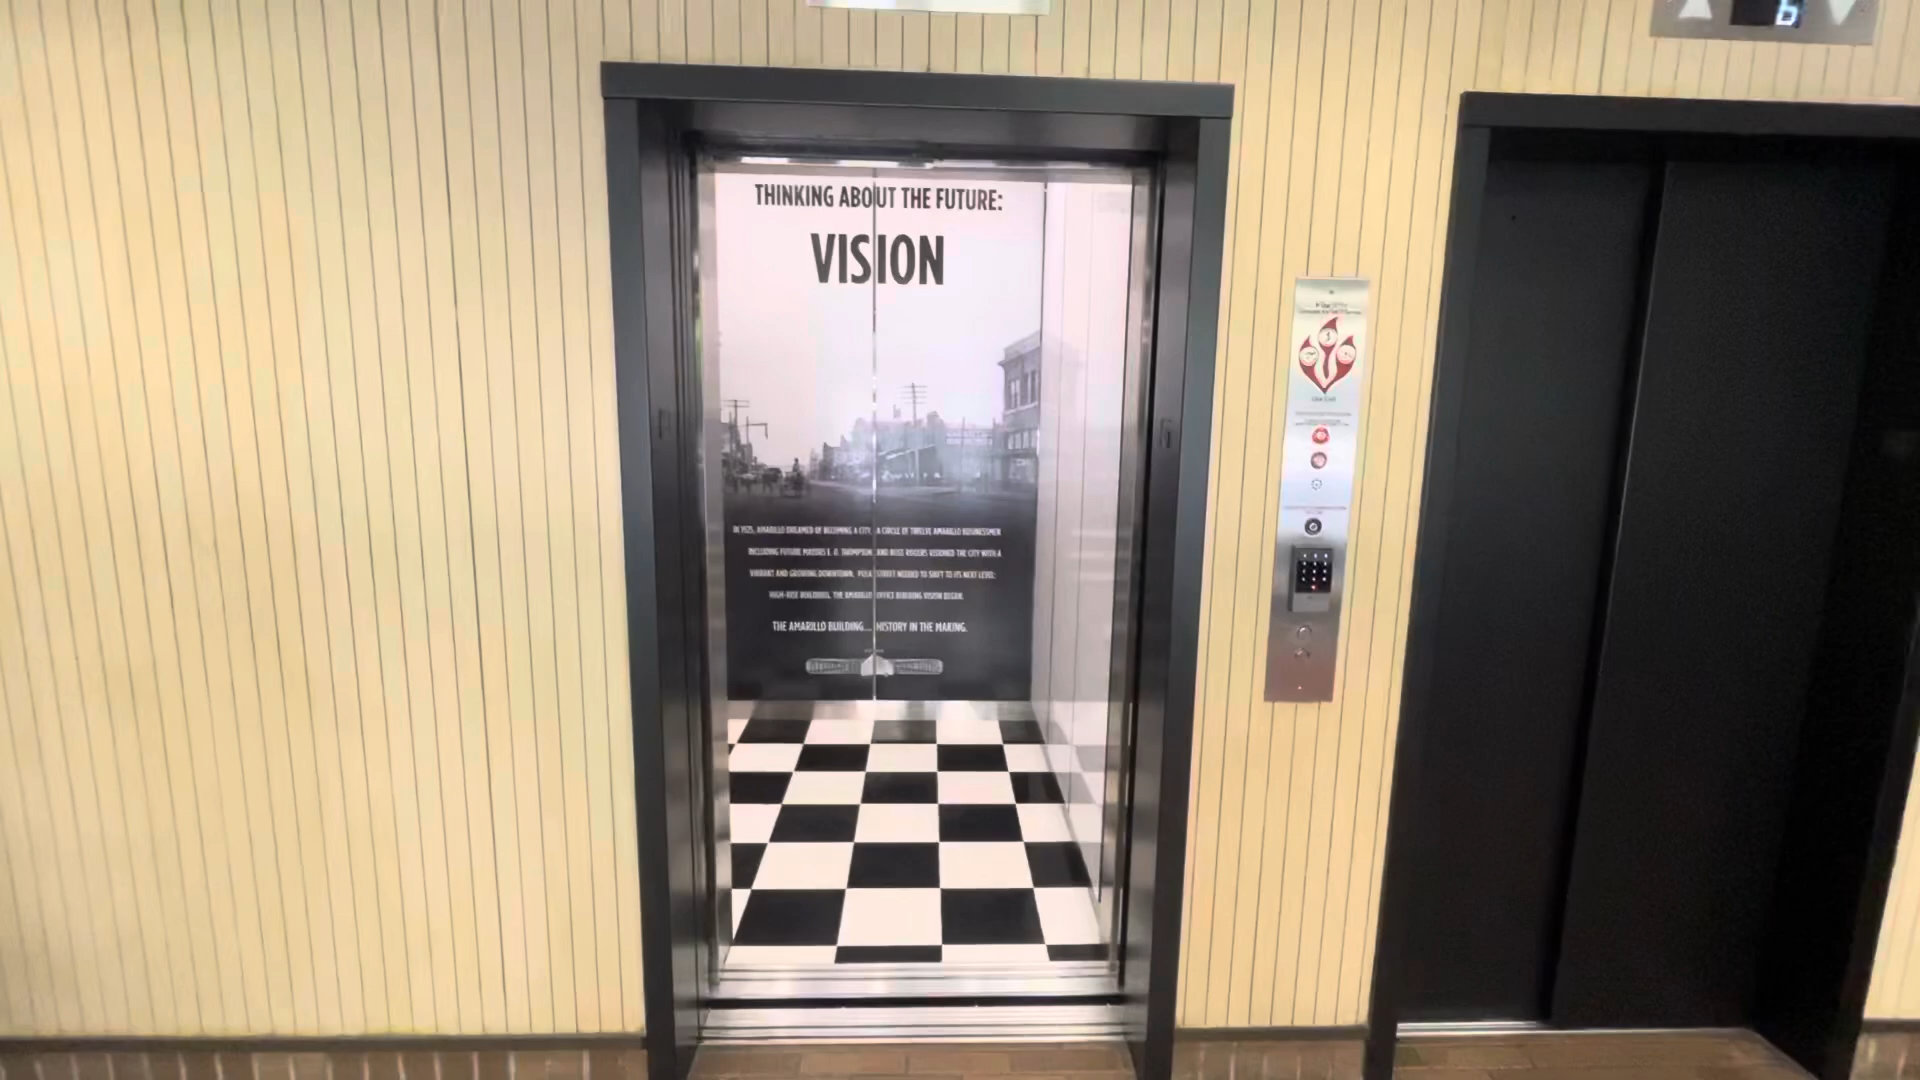 6
THINKING ABOUT THE FUTURE:
VISION
IN 1925, AMARILLO DREAMED OF BECOMING A CITY. A CIRCLE OF TWELVE AMARILLO BUSINESSMEN
INCLUDING FUTURE MAYORS E. O. THOMPSON AND ROSS ROGERS REDEFINED THE CITY WITH A
VIBRANT AND GROWING DOWNTOWN. POLK STREET NEEDED TO SHIFT TO ITS NEXT LEVEL:
HIGH-RISE BUILDINGS. THE AMARILLO OFFICE BUILDING VISION BEGAN.
THE AMARILLO BUILDING... HISTORY IN THE MAKING.